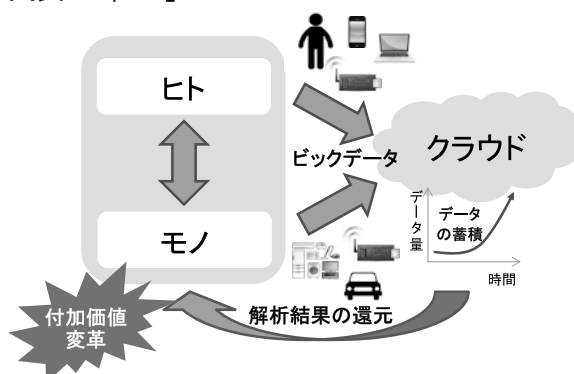 ヒト
ビックデータ
クラウド
モノ
データ量
データ
の蓄積
時間
付加価値
変革
解析結果の還元